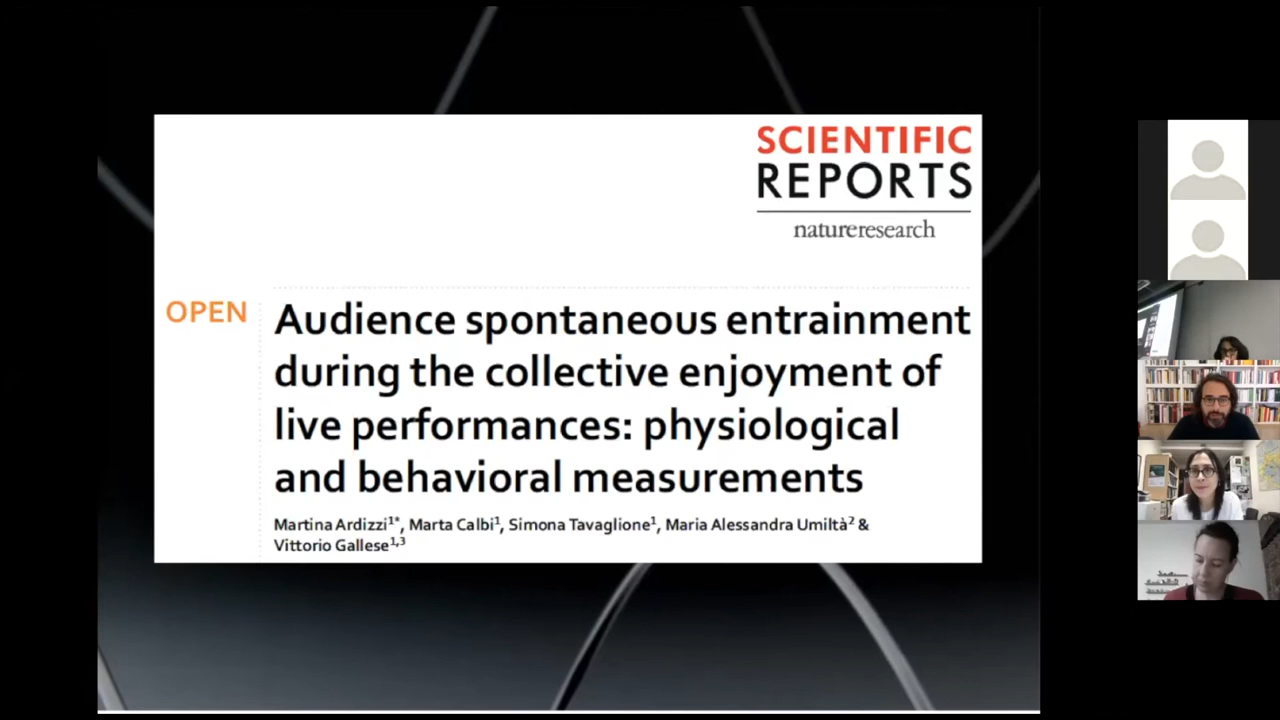 SCIENTIFIC
REPORTS
natureresearch
OPEN
Audience spontaneous entrainment
during the collective enjoyment of
live performances: physiological
and behavioral measurements
Martina Ardizzi1*, Marta Calbi1, Simona Tavaglione1, Maria Alessandra Umiltà2 &
Vittorio Gallese1,3